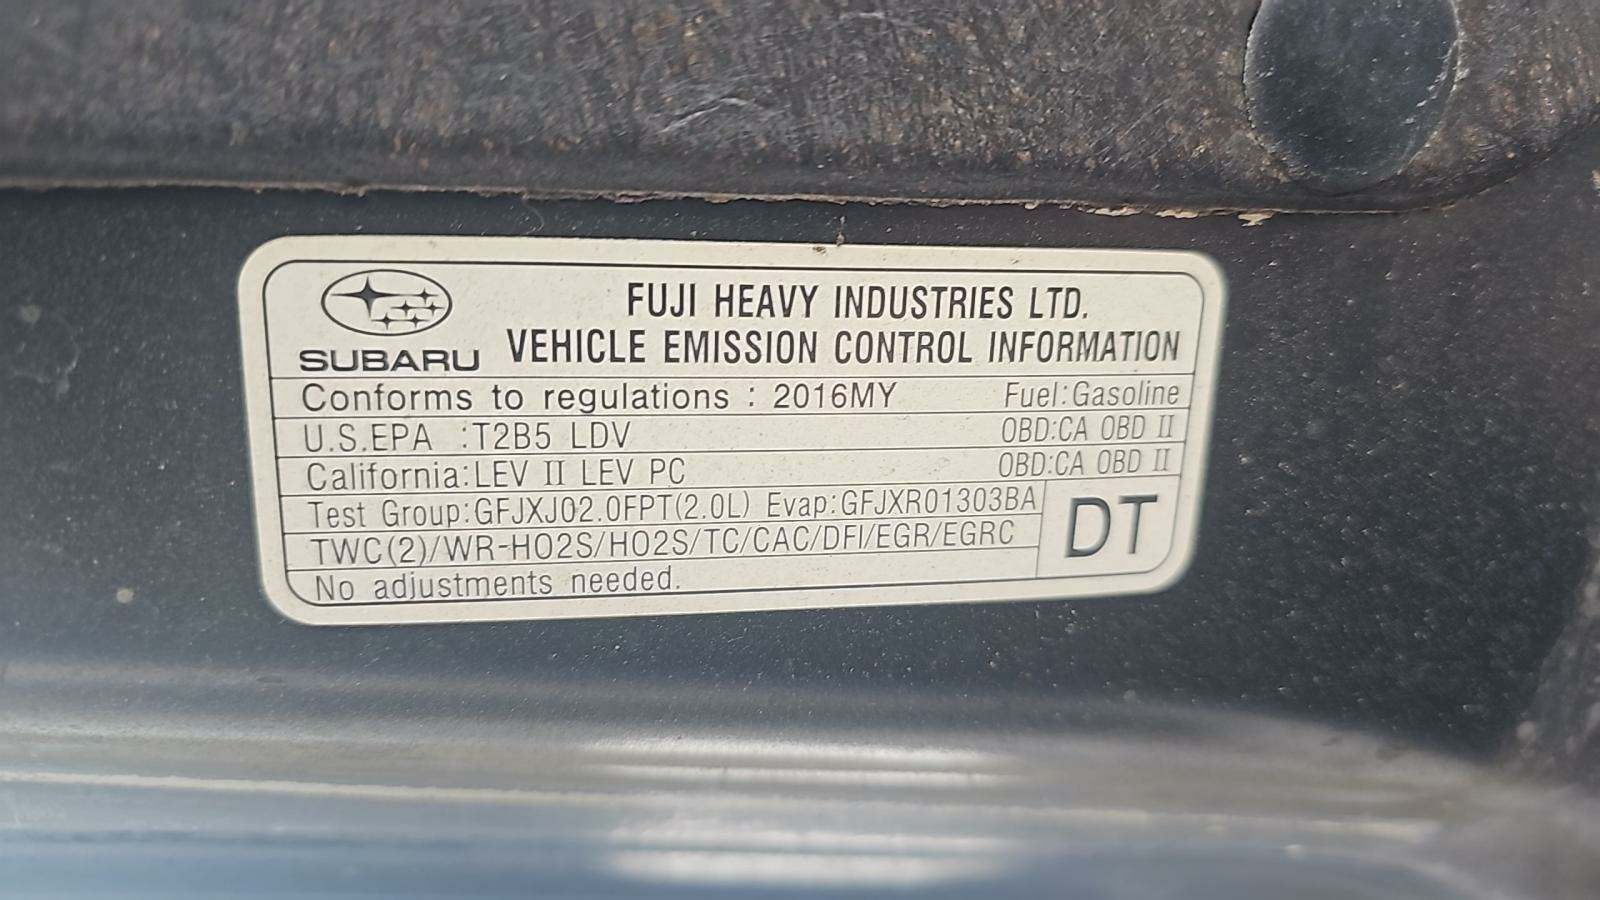 SUBARU
FUJI HEAVY INDUSTRIES LTD.
VEHICLE EMISSION CONTROL INFORMATION
Conforms to regulations : 2016MY Fuel:Gasoline
U.S.EPA :T2B5 LDV OBD:CA OBD II
California:LEV II LEV PC OBD:CA OBD II
Test Group:GFJXJ02.0FPT(2.0L) Evap:GFJXR01303BA
TWC(2)/WR-HO2S/HO2S/TC/CAC/DFI/EGR/EGRC
No adjustments needed.
DT